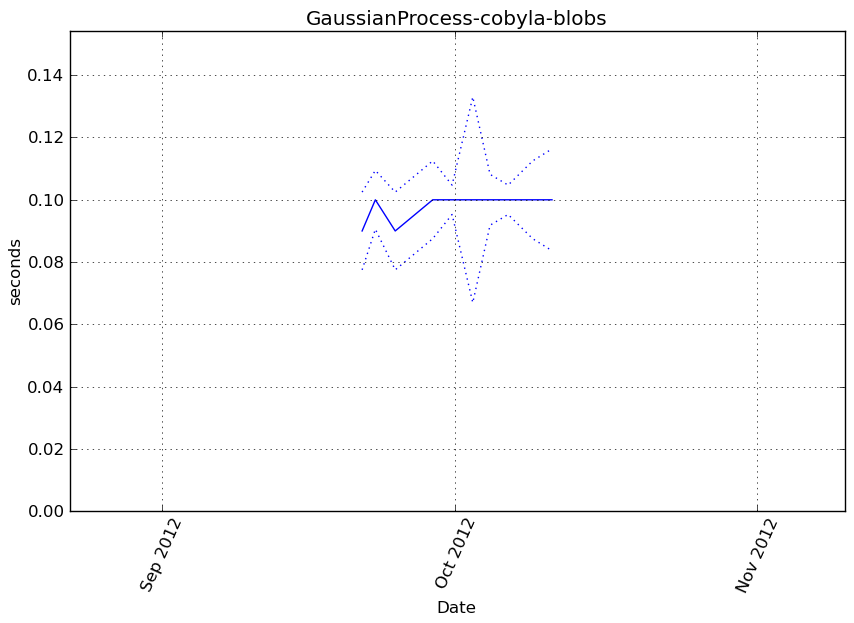 GaussianProcess-cobyla-blobs
0.14
0.12
0.10
0.08
0.06
0.04
0.02
0.00
seconds
Sep 2012
Oct 2012
Nov 2012
Date